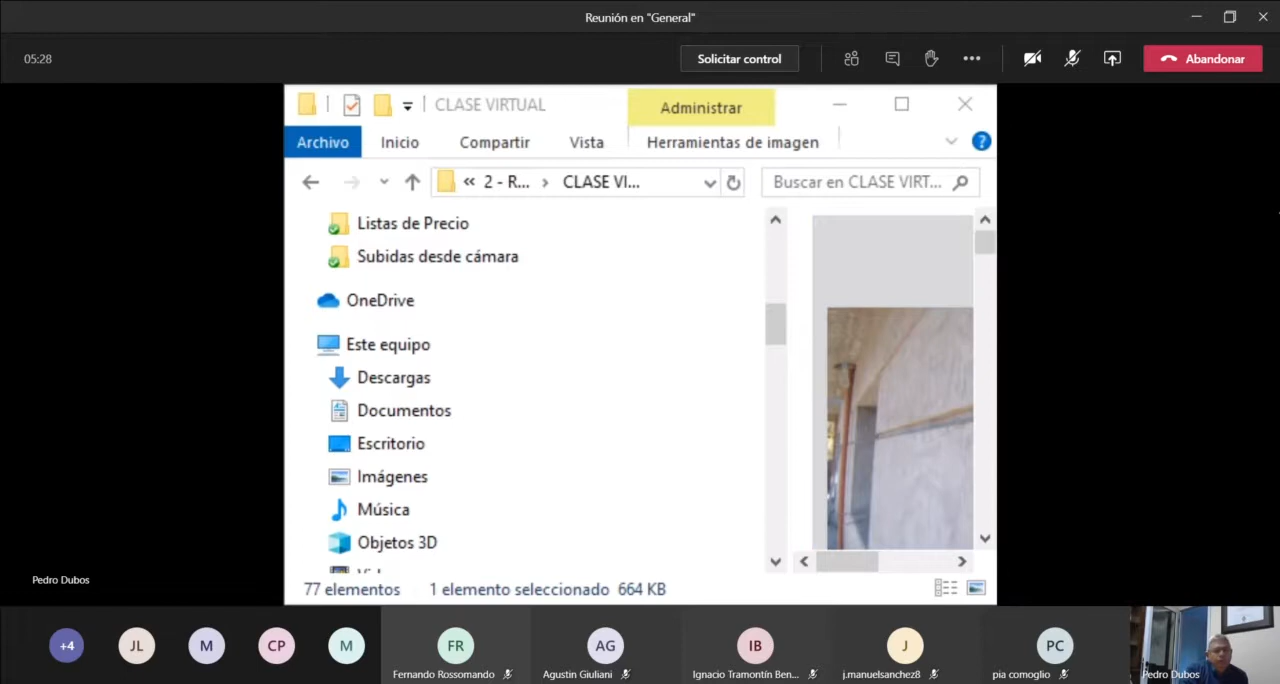 Reunión en "General"
05:28
Solicitar control
Abandonar
CLASE VIRTUAL
Administrar
Archivo
Inicio
Compartir
Vista
Herramientas de imagen
?
« 2 - R... › CLASE VI...
Buscar en CLASE VIRT...
Listas de Precio
Subidas desde cámara
OneDrive
Este equipo
Descargas
Documentos
Escritorio
Imágenes
Música
Objetos 3D
77 elementos
1 elemento seleccionado 664 KB
Pedro Dubos
+4
JL
M
CP
M
FR
AG
IB
J
PC
Fernando Rossomando
Agustin Giuliani
Ignacio Tramontín Ben...
j.manuelsanchez8
pia comoglio
Pedro Dubos